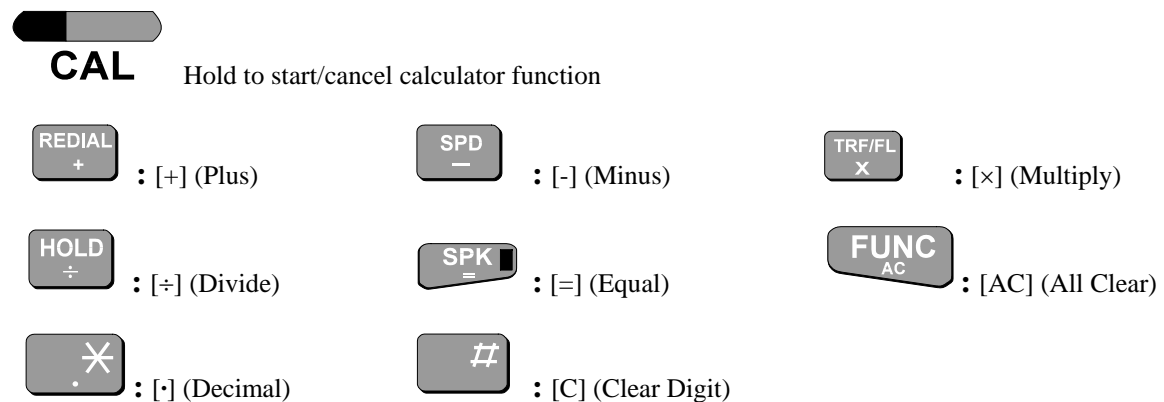 CAL Hold to start/cancel calculator function
REDIAL SPD TRF/FL
+ : [+] (Plus) — : [-] (Minus) X : [×] (Multiply)
HOLD SPK FUNC
÷ : [÷] (Divide) = : [=] (Equal) AC : [AC] (All Clear)
. * : [·] (Decimal) # : [C] (Clear Digit)